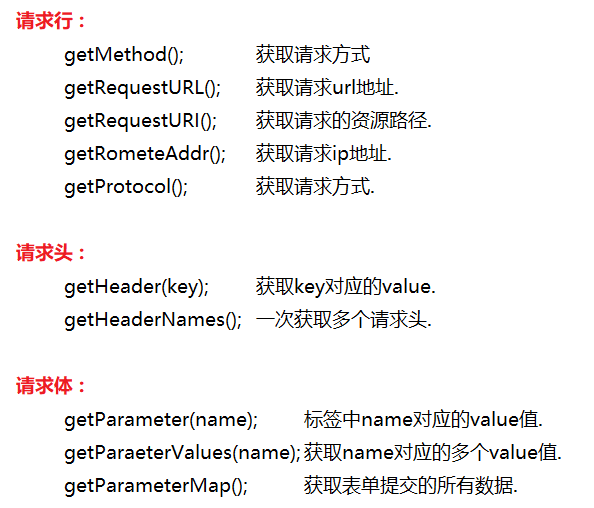 请求行：
getMethod(); 获取请求方式
getRequestURL(); 获取请求url地址.
getRequestURI(); 获取请求的资源路径.
getRometeAddr(); 获取请求ip地址.
getProtocol(); 获取请求方式.
请求头：
getHeader(key); 获取key对应的value.
getHeaderNames(); 一次获取多个请求头.
请求体：
getParameter(name); 标签中name对应的value值.
getParaeterValues(name); 获取name对应的多个value值.
getParameterMap(); 获取表单提交的所有数据.